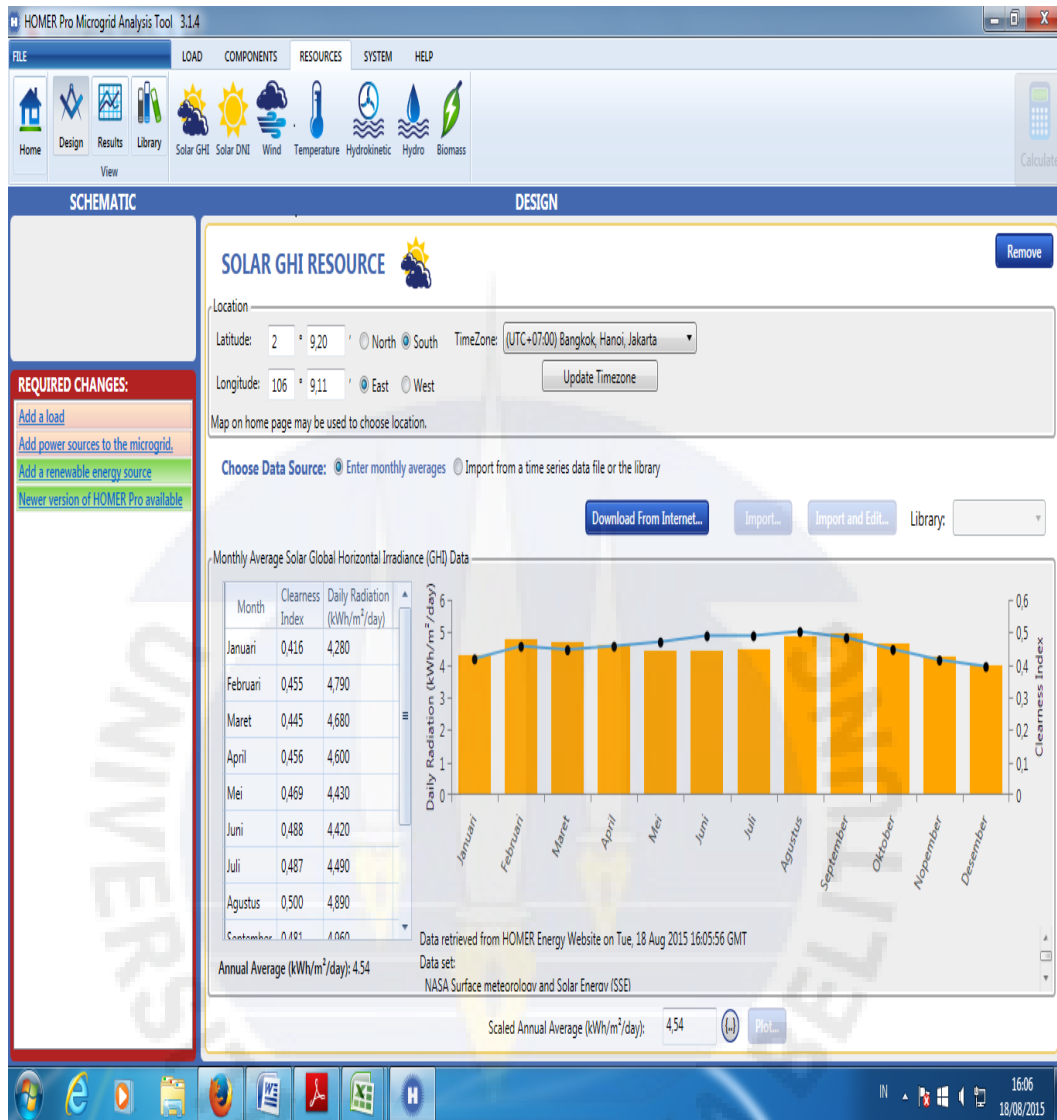 HOMER Pro Microgrid Analysis Tool 3.1.4
FILE LOAD COMPONENTS RESOURCES SYSTEM HELP
Home Design Results Library Solar GHI Solar DNI Wind Temperature Hydrokinetic Hydro Biomass Calculate
View
SCHEMATIC DESIGN
SOLAR GHI RESOURCE Remove
Location
Latitude: 2 ° 9,20 ' North South TimeZone: (UTC+07:00) Bangkok, Hanoi, Jakarta
Longitude: 106 ° 9,11 ' East West Update Timezone
Map on home page may be used to choose location.
REQUIRED CHANGES:
Add a load
Add power sources to the microgrid.
Add a renewable energy source
Newer version of HOMER Pro available
Choose Data Source: Enter monthly averages Import from a time series data file or the library
Download From Internet... Import... Import and Edit... Library:
Monthly Average Solar Global Horizontal Irradiance (GHI) Data
Month Clearness Index Daily Radiation (kWh/m²/day)
Januari 0,416 4,280
Februari 0,455 4,790
Maret 0,445 4,680
April 0,456 4,600
Mei 0,469 4,430
Juni 0,488 4,420
Juli 0,487 4,490
Agustus 0,500 4,890
September 0,481 4,960
Annual Average (kWh/m²/day): 4.54
Daily Radiation (kWh/m²/day)
6
5
4
3
2
1
0
0,6
0,5
0,4
0,3
0,2
0,1
0
Clearness Index
Januari Februari Maret April Mei Juni Juli Agustus September Oktober Nopember Desember
Data retrieved from HOMER Energy Website on Tue, 18 Aug 2015 16:05:56 GMT
Data set:
NASA Surface meteorology and Solar Energy (SSE)
Scaled Annual Average (kWh/m²/day): 4,54 {..} Plot...
IN 16:06
18/08/2015